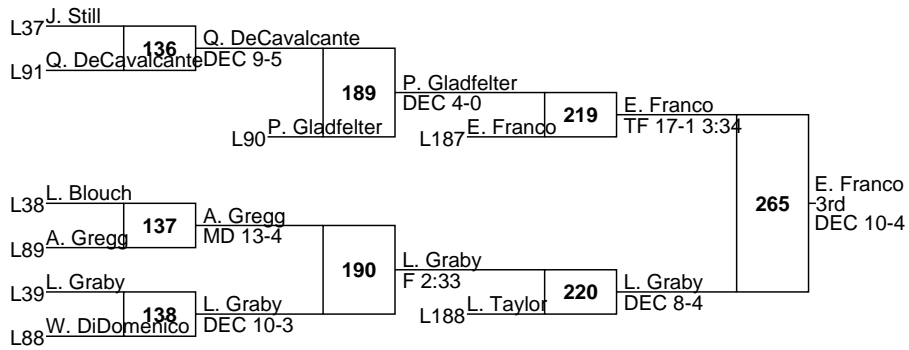 J. Still
L37
136
Q. DeCavalcante
DEC 9-5
L91
Q. DeCavalcante
189
P. Gladfelter
DEC 4-0
L90
P. Gladfelter
219
E. Franco
TF 17-1 3:34
L187
E. Franco
L. Blouch
L38
137
A. Gregg
MD 13-4
L89
A. Gregg
190
L. Graby
F 2:33
L. Graby
L39
138
L. Graby
DEC 10-3
L88
W. DiDomenico
220
L. Graby
DEC 8-4
L188
L. Taylor
265
E. Franco
3rd
DEC 10-4